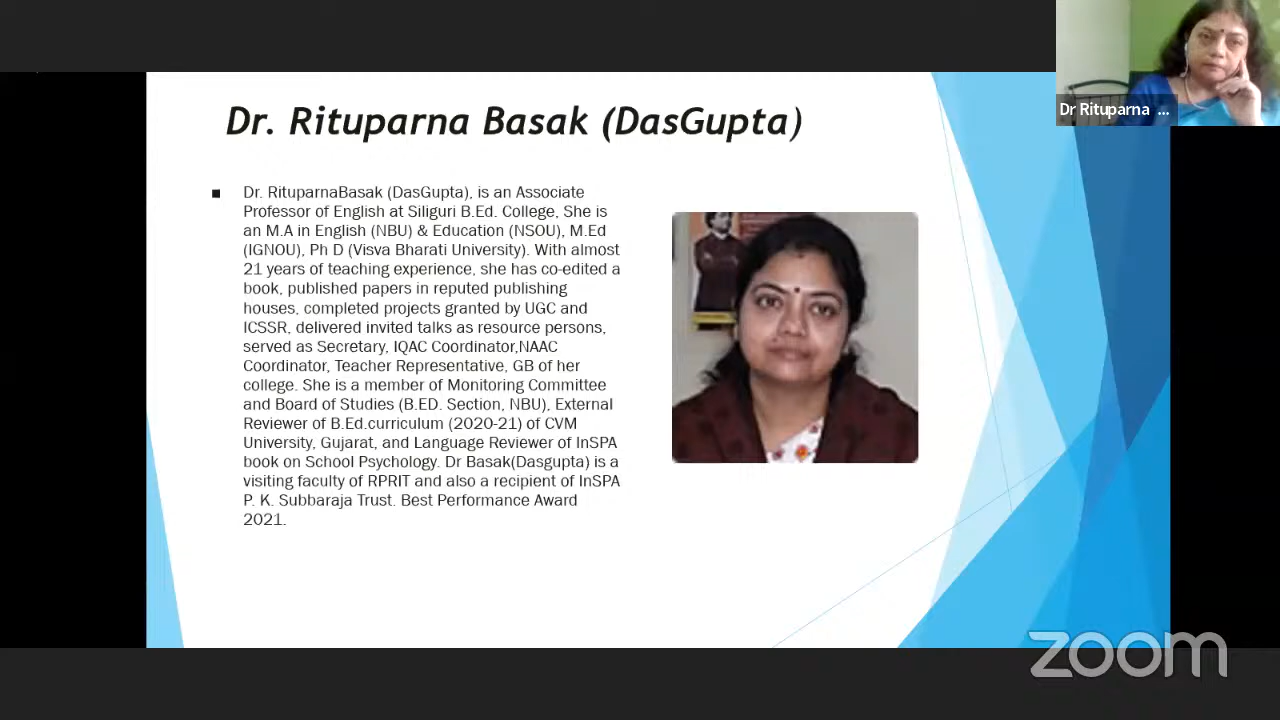 Dr. Rituparna Basak (DasGupta)
Dr Rituparna ...
■ Dr. RituparnaBasak (DasGupta), is an Associate
Professor of English at Siliguri B.Ed. College, She is
an M.A in English (NBU) & Education (NSOU), M.Ed
(IGNOU), Ph D (Visva Bharati University). With almost
21 years of teaching experience, she has co-edited a
book, published papers in reputed publishing
houses, completed projects granted by UGC and
ICSSR, delivered invited talks as resource persons,
served as Secretary, IQAC Coordinator,NAAC
Coordinator, Teacher Representative, GB of her
college. She is a member of Monitoring Committee
and Board of Studies (B.ED. Section, NBU), External
Reviewer of B.Ed.curriculum (2020-21) of CVM
University, Gujarat, and Language Reviewer of InSPA
book on School Psychology. Dr Basak(Dasgupta) is a
visiting faculty of RPRIT and also a recipient of InSPA
P. K. Subbaraja Trust. Best Performance Award
2021.
zoom